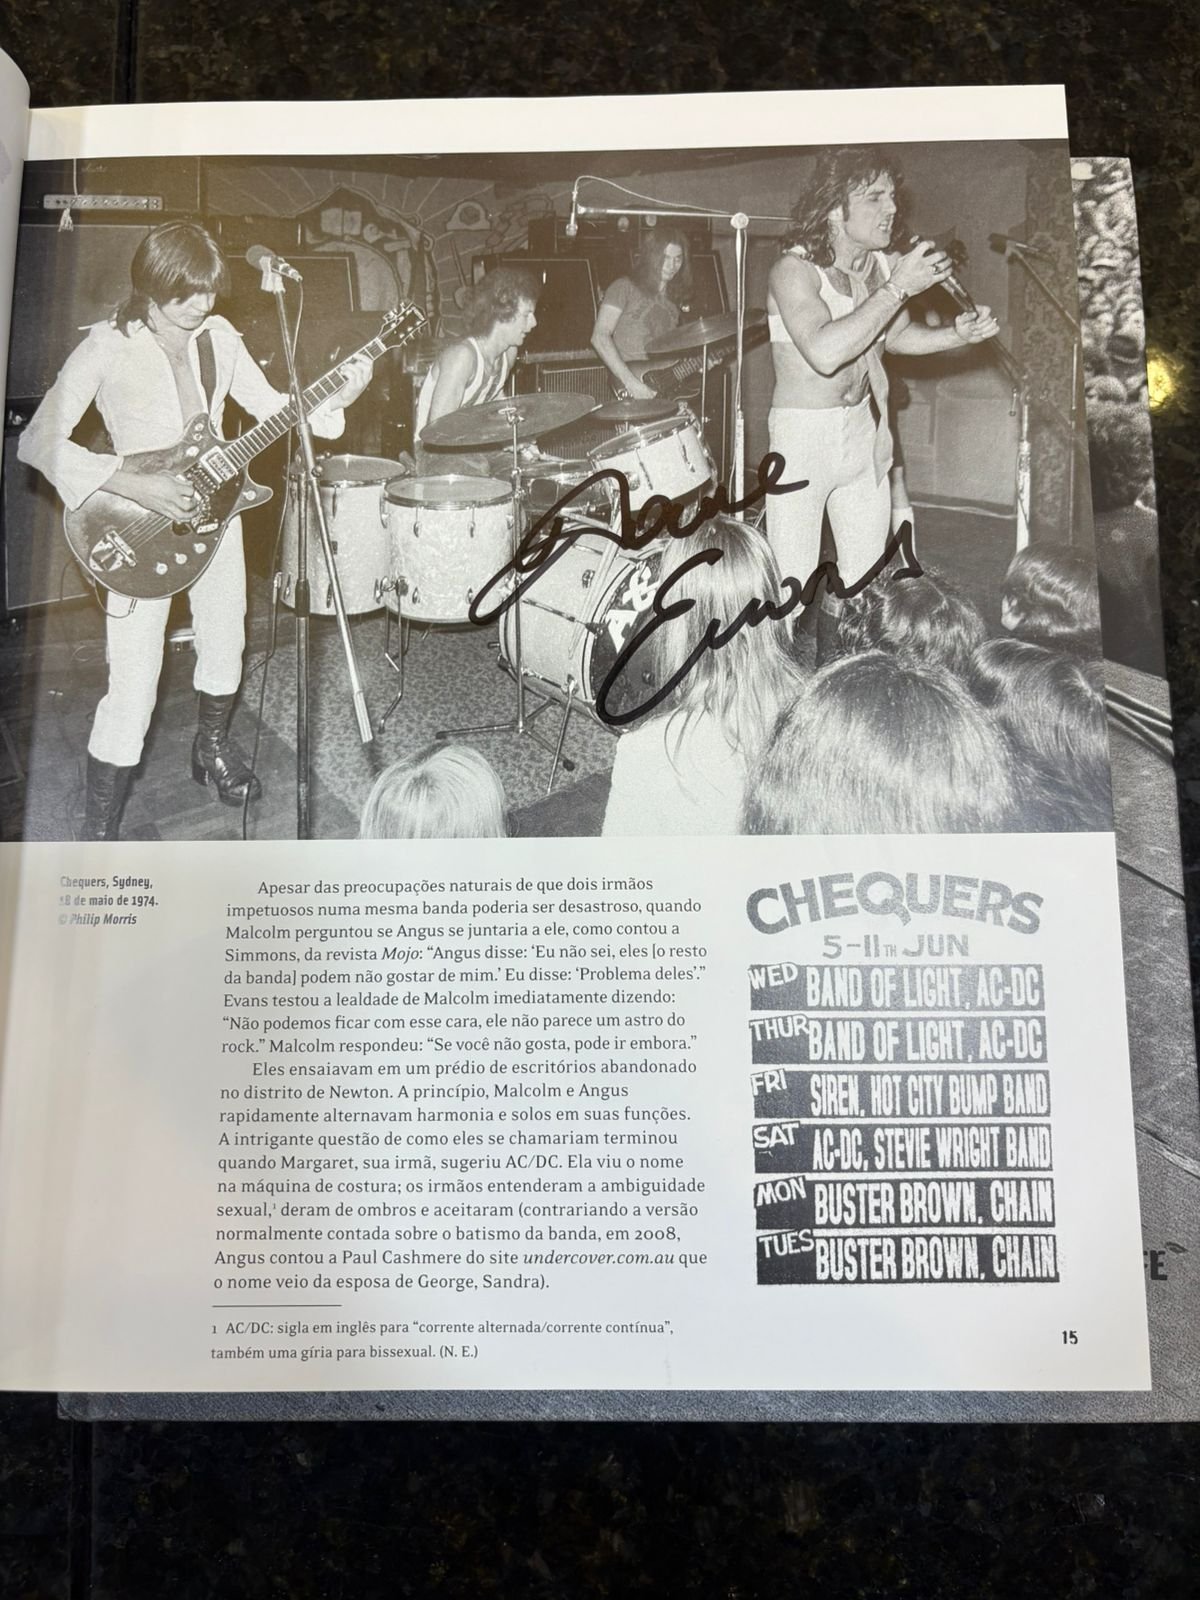 Dave
Evans
AC
Chequers, Sydney,
18 de maio de 1974.
© Philip Morris
Apesar das preocupações naturais de que dois irmãos
impetuosos numa mesma banda poderia ser desastroso, quando
Malcolm perguntou se Angus se juntaria a ele, como contou a
Simmons, da revista Mojo: “Angus disse: ‘Eu não sei, eles [o resto
da banda] podem não gostar de mim.’ Eu disse: ‘Problema deles’.”
Evans testou a lealdade de Malcolm imediatamente dizendo:
“Não podemos ficar com esse cara, ele não parece um astro do
rock.” Malcolm respondeu: “Se você não gosta, pode ir embora.”
Eles ensaiavam em um prédio de escritórios abandonado
no distrito de Newton. A princípio, Malcolm e Angus
rapidamente alternavam harmonia e solos em suas funções.
A intrigante questão de como eles se chamariam terminou
quando Margaret, sua irmã, sugeriu AC/DC. Ela viu o nome
na máquina de costura; os irmãos entenderam a ambiguidade
sexual,¹ deram de ombros e aceitaram (contrariando a versão
normalmente contada sobre o batismo da banda, em 2008,
Angus contou a Paul Cashmere do site undercover.com.au que
o nome veio da esposa de George, Sandra).
1 AC/DC: sigla em inglês para “corrente alternada/corrente contínua”,
também uma gíria para bissexual. (N. E.)
CHEQUERS
5-11TH JUN
WED BAND OF LIGHT, AC-DC
THUR BAND OF LIGHT, AC-DC
FRI SIREN, HOT CITY BUMP BAND
SAT AC-DC, STEVIE WRIGHT BAND
MON BUSTER BROWN, CHAIN
TUES BUSTER BROWN, CHAIN
15